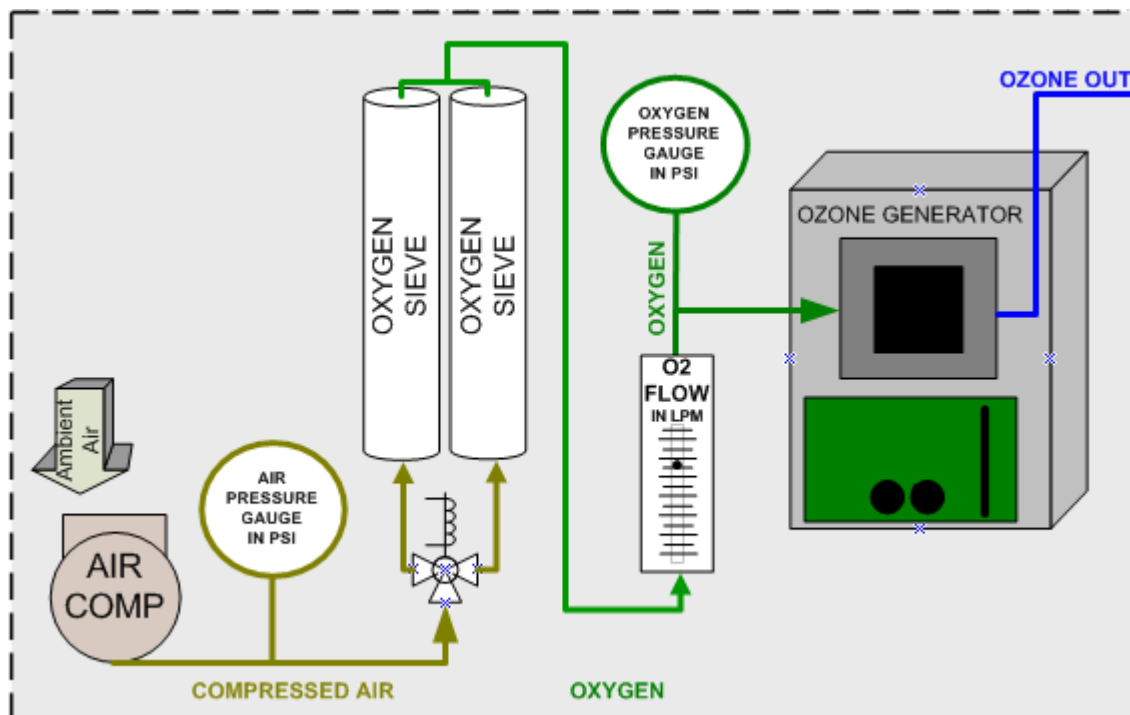 OZONE OUT
OXYGEN
PRESSURE
GAUGE
IN PSI
OZONE GENERATOR
OXYGEN
SIEVE
OXYGEN
SIEVE
OXYGEN
O2
FLOW
IN LPM
Ambient
Air
AIR
PRESSURE
GAUGE
IN PSI
AIR
COMP
COMPRESSED AIR
OXYGEN